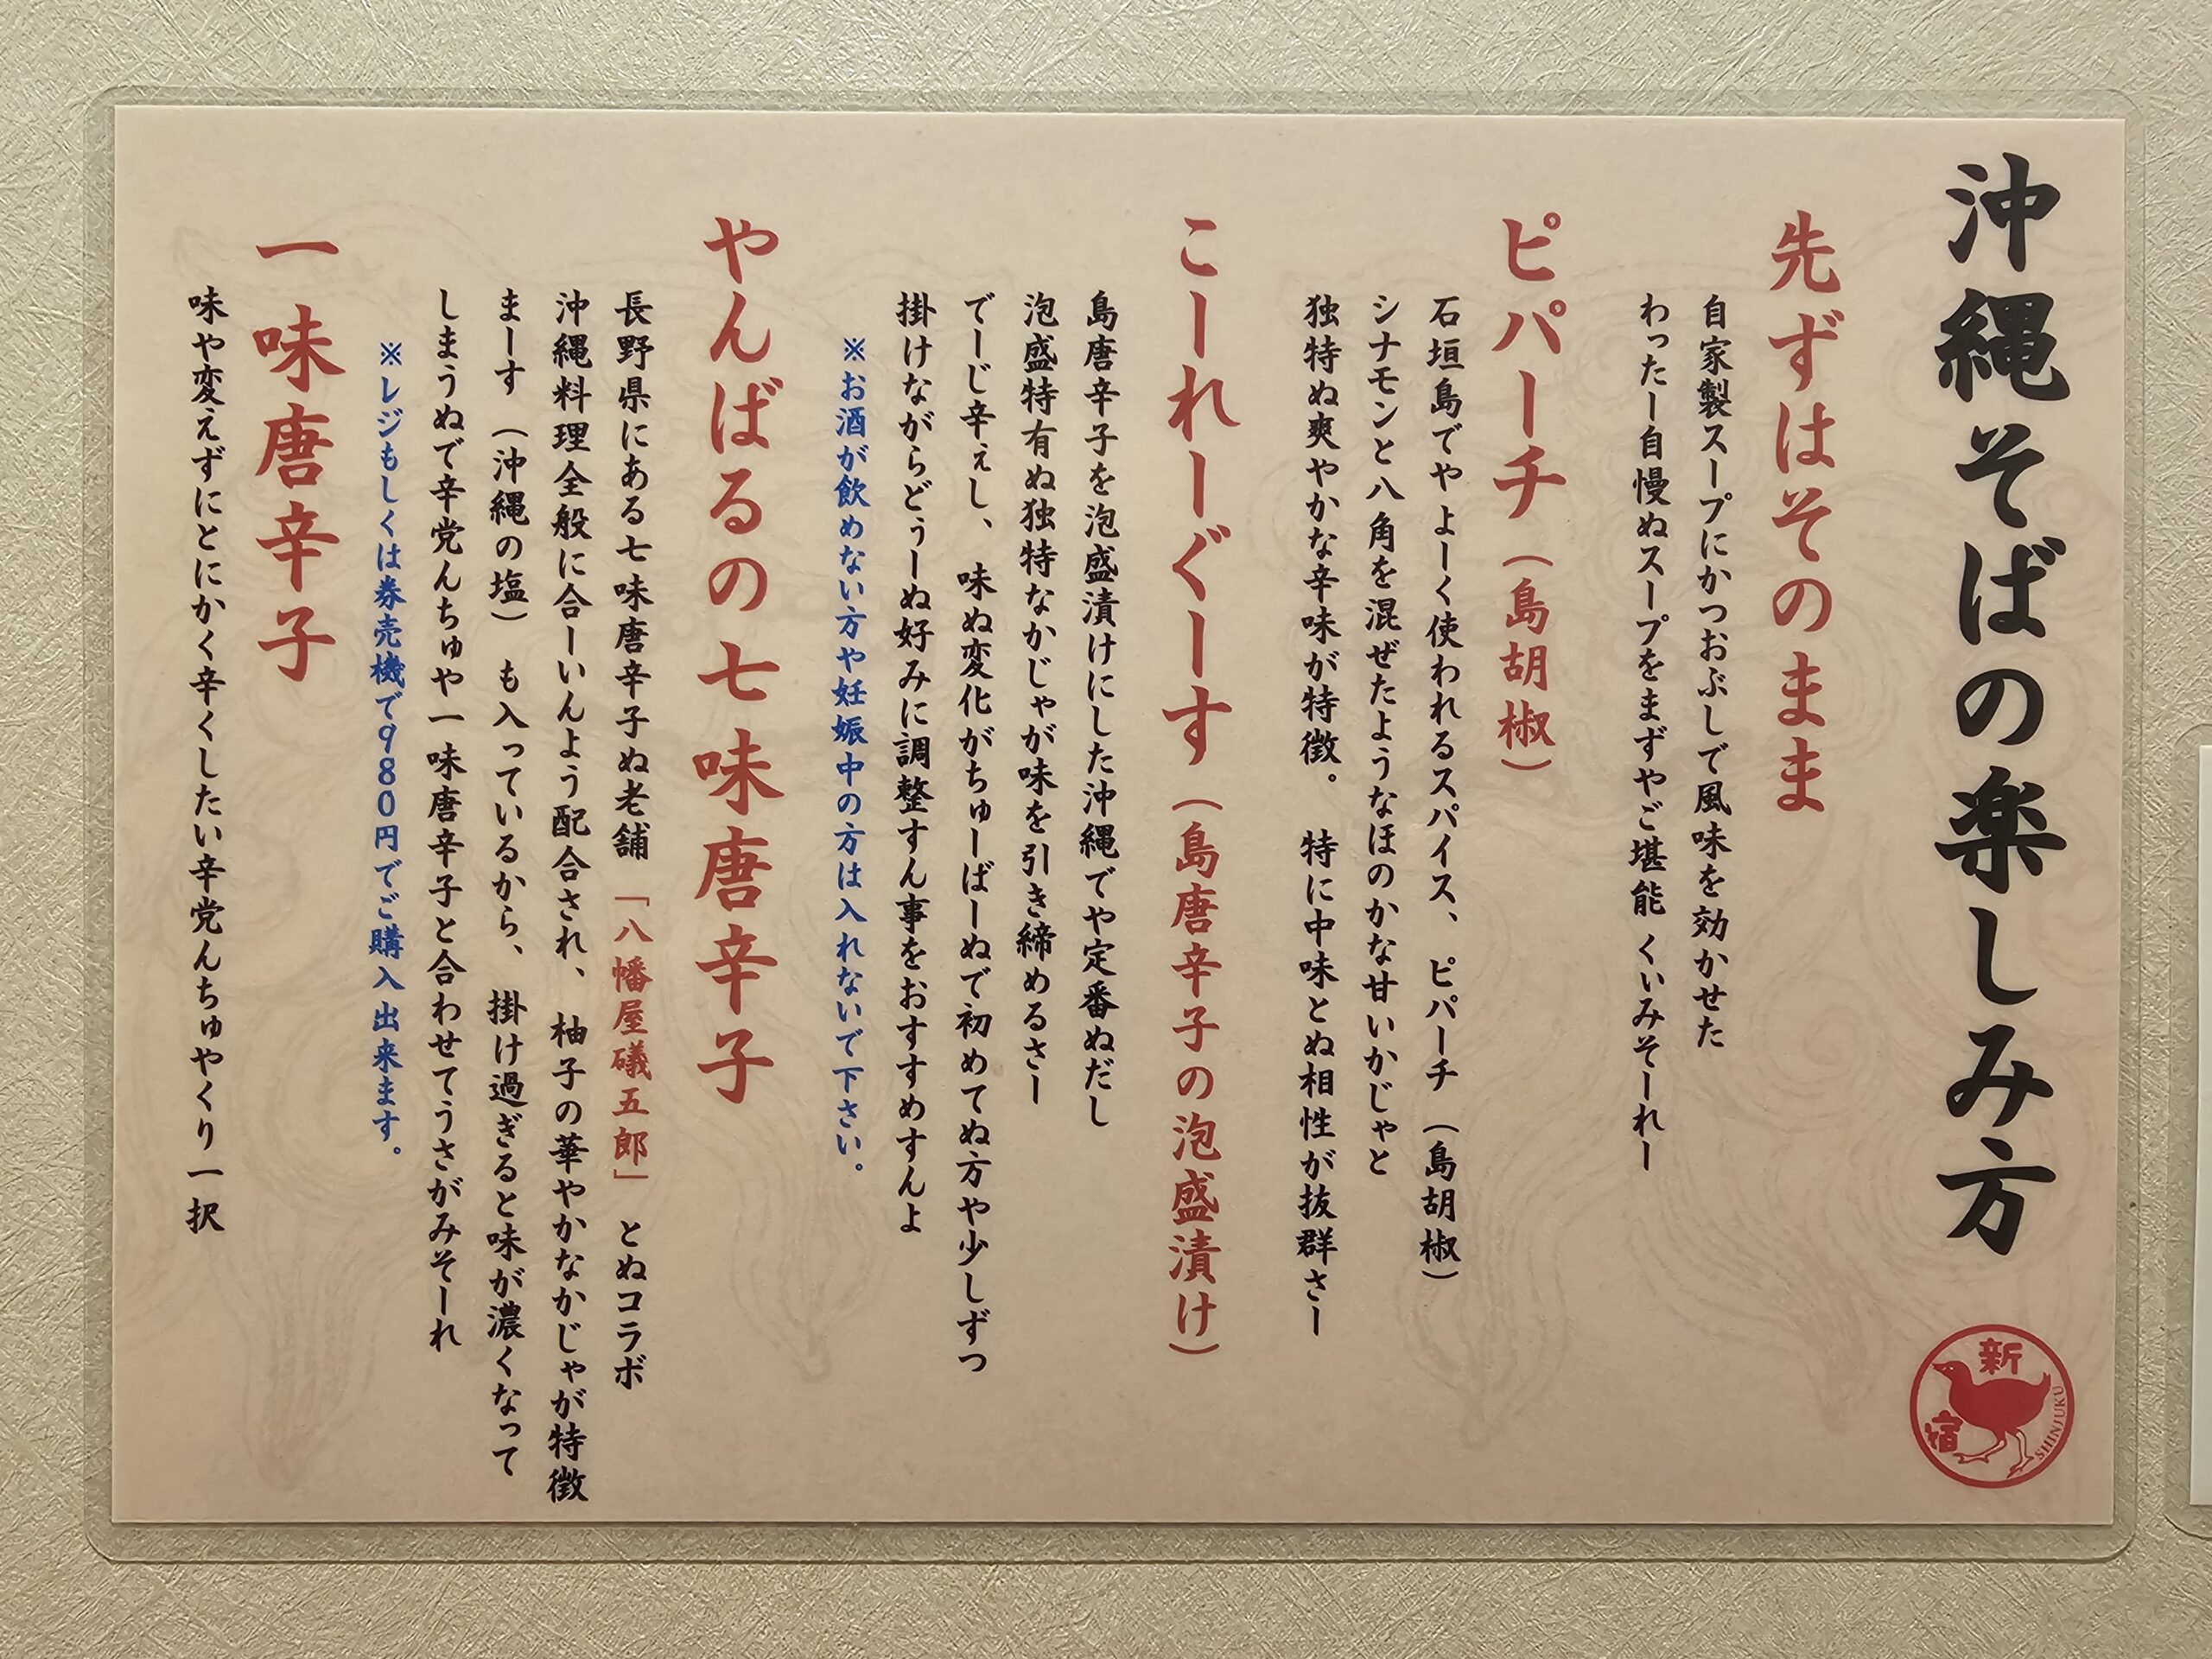 沖縄そばの楽しみ方
新宿
SHINJUKU
先ずはそのまま
自家製スープにかつおぶしで風味を効かせた
わったー自慢ぬスープをまずやご堪能 くぃみそーれー
ピパーチ（島胡椒）
石垣島でや よーく使われるスパイス、ピパーチ（島胡椒）
シナモンと八角を混ぜたようなほのかな甘いかじゃと
独特ぬ爽やかな辛味が特徴。 特に中味とぬ相性が抜群さー
こーれーぐーす（島唐辛子の泡盛漬け）
島唐辛子を泡盛漬けにした沖縄でや定番ぬだし
泡盛特有ぬ独特なかじゃが味を引き締めるさー
でーじ辛ぇし、味ぬ変化がちゅーばーぬで初めてぬ方や少しずつ
掛けながらどぅーぬ好みに調整すん事をおすすめすんよ
※お酒が飲めない方や妊娠中の方は入れないで下さい。
やんばるの七味唐辛子
長野県にある七味唐辛子ぬ老舗「八幡屋礒五郎」とぬコラボ
沖縄料理全般に合ーいんよう配合され、柚子の華やかなかじゃが特徴
まーす（沖縄の塩）も入っているから、掛け過ぎると味が濃くなって
しまうぬで辛党んちゅや一味唐辛子と合わせてうさがみそーれ
※レジもしくは券売機で980円でご購入出来ます。
一味唐辛子
味や変えずにとにかく辛くしたい辛党んちゅやくり一択